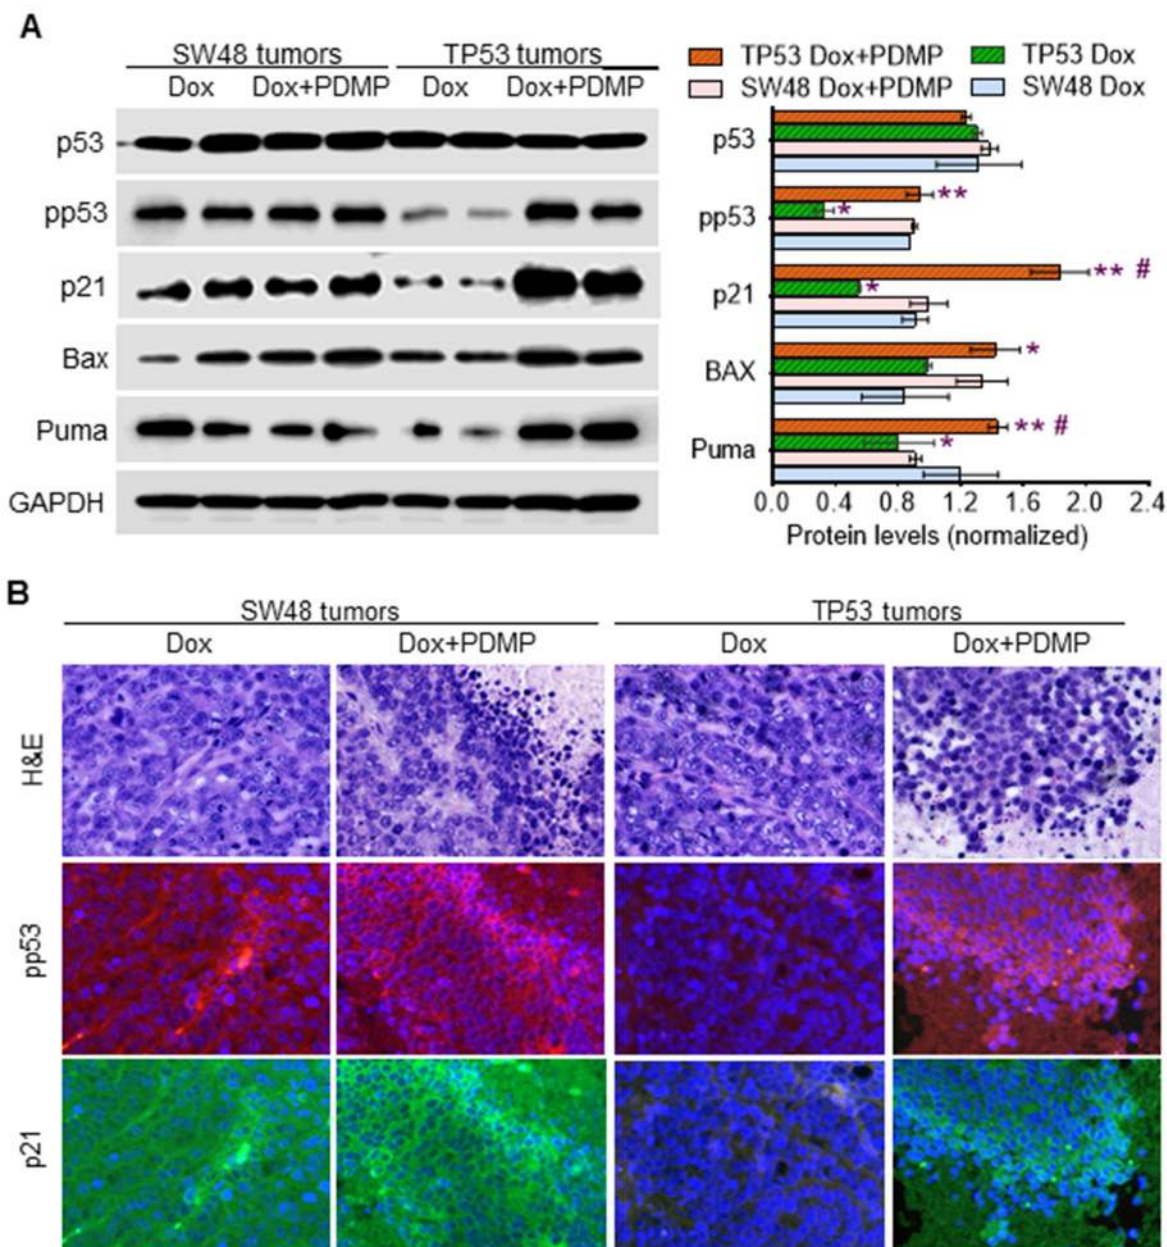 A
SW48 tumors TP53 tumors
Dox Dox+PDMP Dox Dox+PDMP
p53
pp53
p21
Bax
Puma
GAPDH
TP53 Dox+PDMP TP53 Dox
SW48 Dox+PDMP SW48 Dox
p53
pp53 ** *
p21 ** # *
BAX *
Puma ** # *
0.0 0.4 0.8 1.2 1.6 2.0 2.4
Protein levels (normalized)
B
SW48 tumors TP53 tumors
Dox Dox+PDMP Dox Dox+PDMP
H&E
pp53
p21